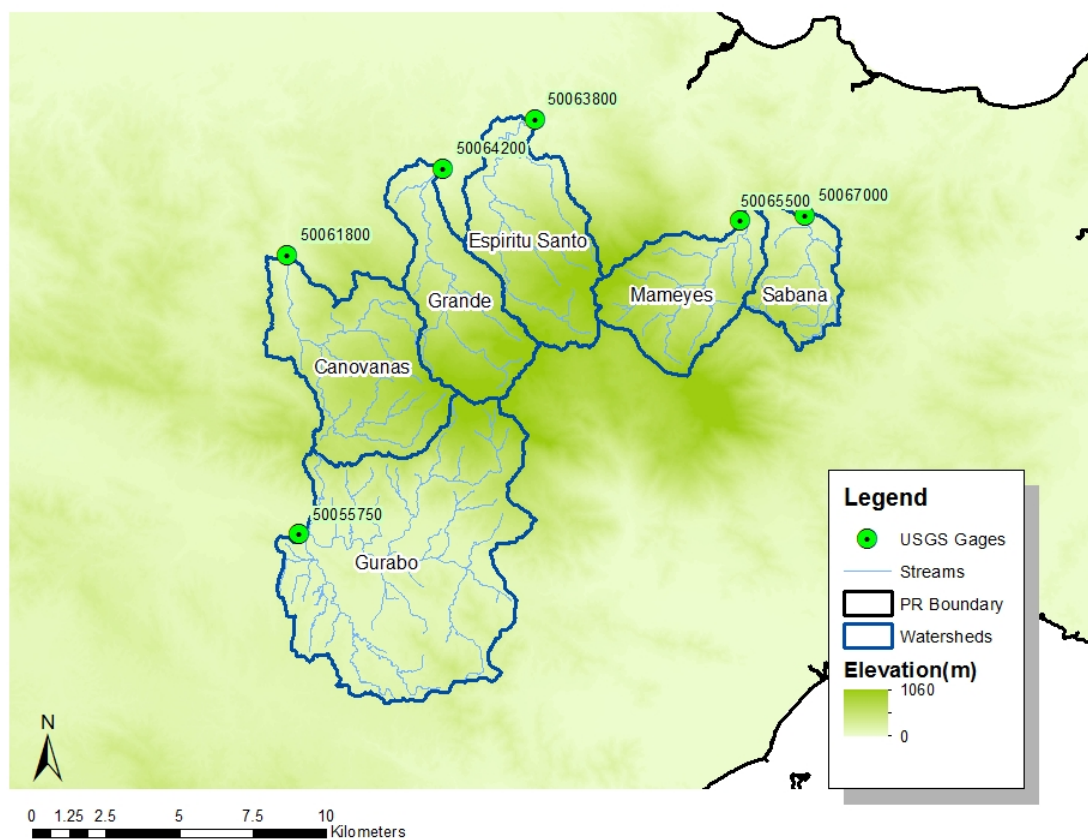 50063800
50064200
50065500
50067000
50061800
Espiritu Santo
Grande
Mameyes
Sabana
Canovanas
50055750
Gurabo
Legend
USGS Gages
Streams
PR Boundary
Watersheds
Elevation(m)
1060
0
N
0 1.25 2.5 5 7.5 10
Kilometers